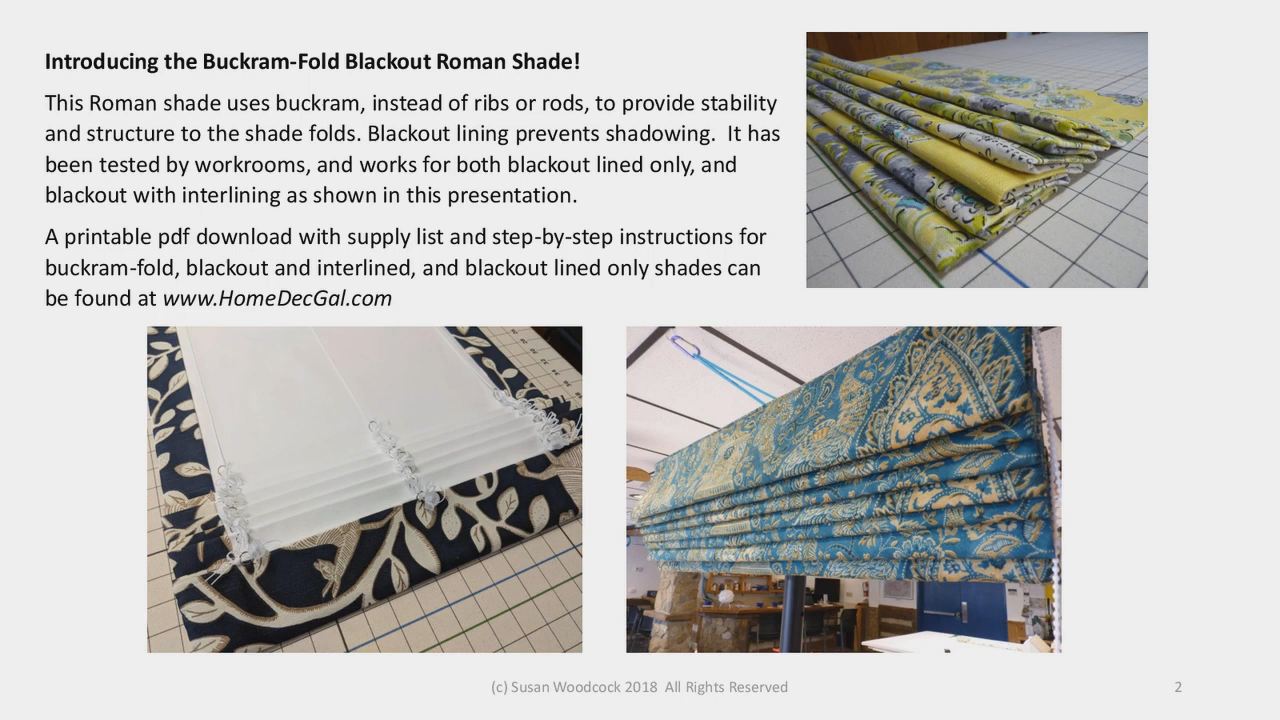 Introducing the Buckram-Fold Blackout Roman Shade!
This Roman shade uses buckram, instead of ribs or rods, to provide stability
and structure to the shade folds. Blackout lining prevents shadowing.  It has
been tested by workrooms, and works for both blackout lined only, and
blackout with interlining as shown in this presentation.
A printable pdf download with supply list and step-by-step instructions for
buckram-fold, blackout and interlined, and blackout lined only shades can
be found at www.HomeDecGal.com
(c) Susan Woodcock 2018  All Rights Reserved
2